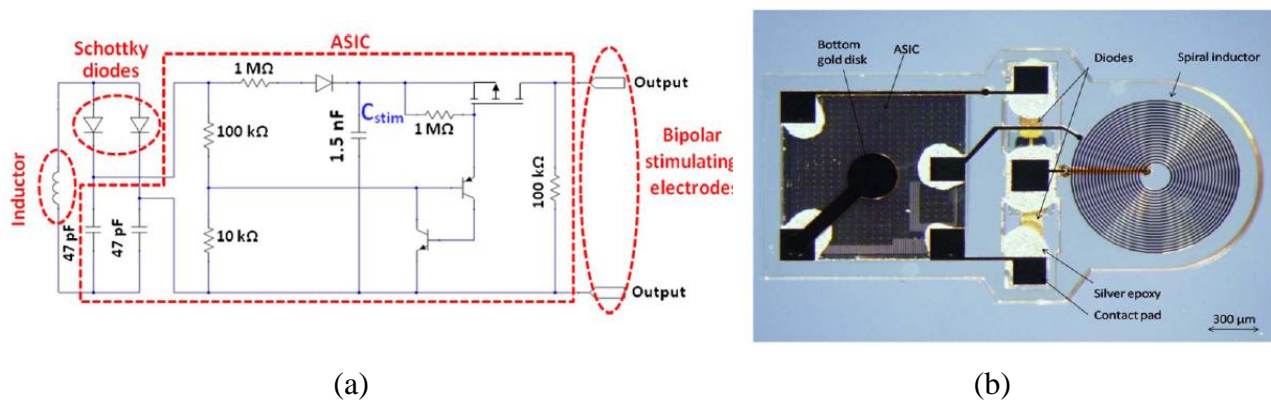 Schottky
diodes
ASIC
1 MΩ
Output
C_stim
1 MΩ
100 kΩ
1.5 nF
Inductor
47 pF
47 pF
10 kΩ
100 kΩ
Bipolar
stimulating
electrodes
Output
(a)
Bottom
gold disk
ASIC
Diodes
Spiral inductor
Silver epoxy
Contact pad
300 μm
(b)